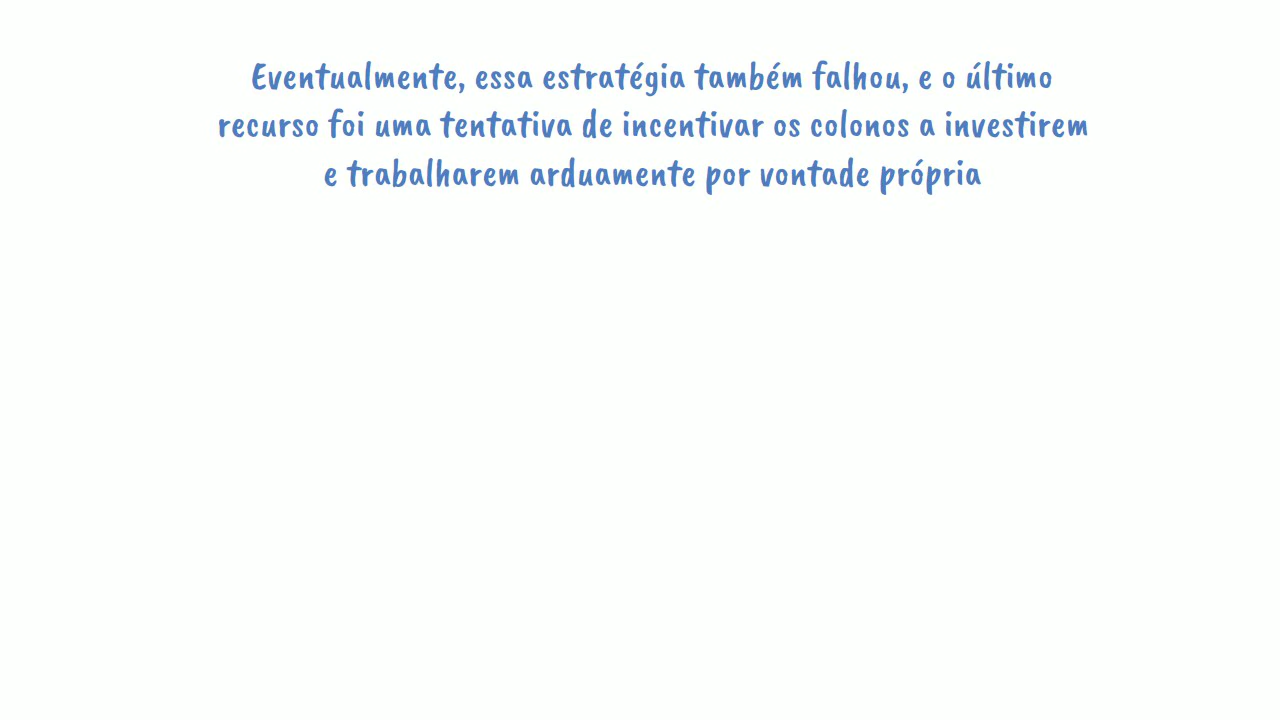 Eventualmente, essa estratégia também falhou, e o último
recurso foi uma tentativa de incentivar os colonos a investirem
e trabalharem arduamente por vontade própria